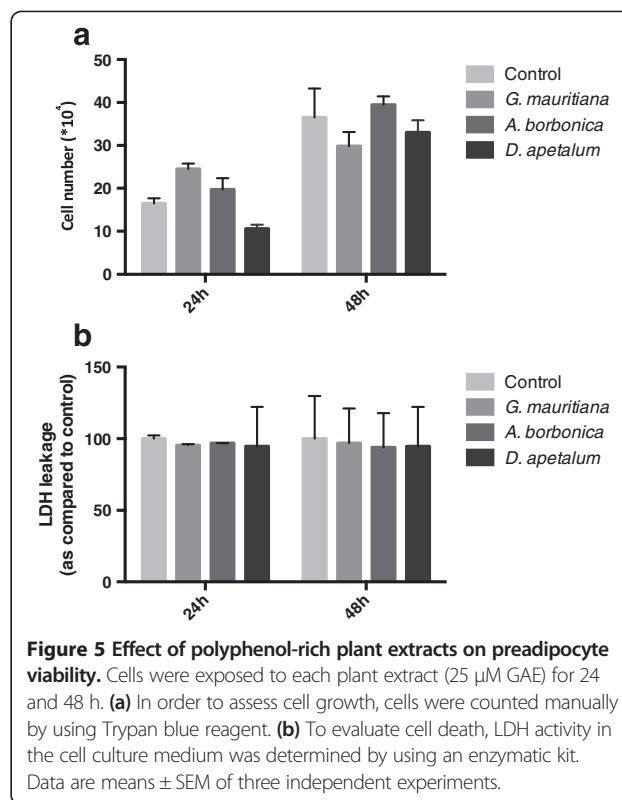 a
50
40
30
20
10
0
Cell number (*10⁴)
24h
48h
Control
G. mauritiana
A. borbonica
D. apetalum
b
150
100
50
0
LDH leakage
(as compared to control)
24h
48h
Control
G. mauritiana
A. borbonica
D. apetalum
Figure 5 Effect of polyphenol-rich plant extracts on preadipocyte
viability. Cells were exposed to each plant extract (25 μM GAE) for 24
and 48 h. (a) In order to assess cell growth, cells were counted manually
by using Trypan blue reagent. (b) To evaluate cell death, LDH activity in
the cell culture medium was determined by using an enzymatic kit.
Data are means ± SEM of three independent experiments.